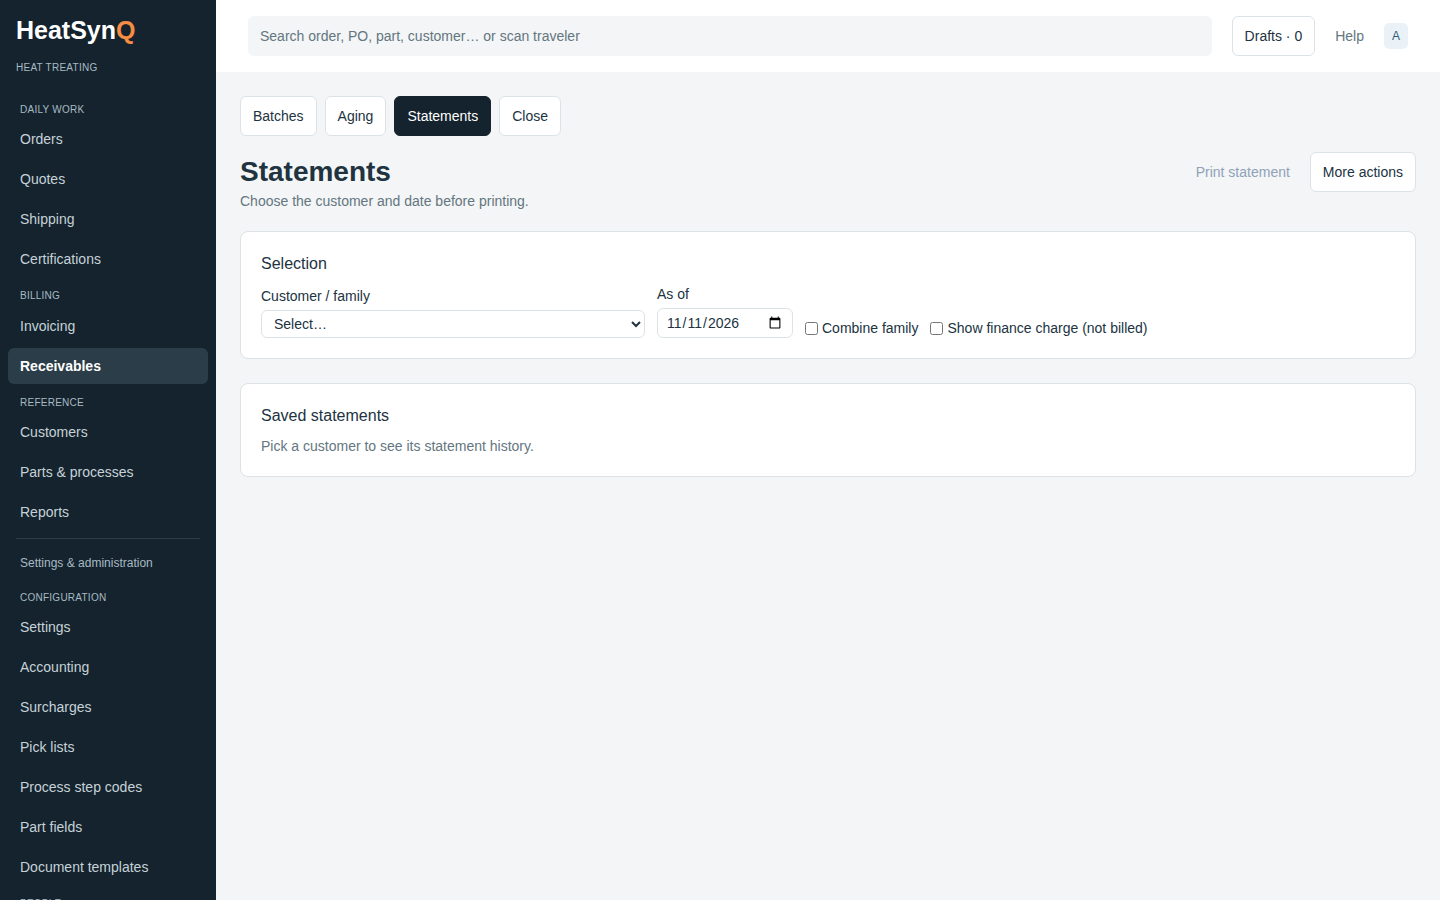 HeatSynQ
HEAT TREATING
DAILY WORK
Orders
Quotes
Shipping
Certifications
BILLING
Invoicing
Receivables
REFERENCE
Customers
Parts & processes
Reports
Settings & administration
CONFIGURATION
Settings
Accounting
Surcharges
Pick lists
Process step codes
Part fields
Document templates
Search order, PO, part, customer… or scan traveler
Drafts · 0
Help
A
Batches
Aging
Statements
Close
Statements
Choose the customer and date before printing.
Print statement
More actions
Selection
Customer / family
Select…
As of
11/11/2026
Combine family
Show finance charge (not billed)
Saved statements
Pick a customer to see its statement history.